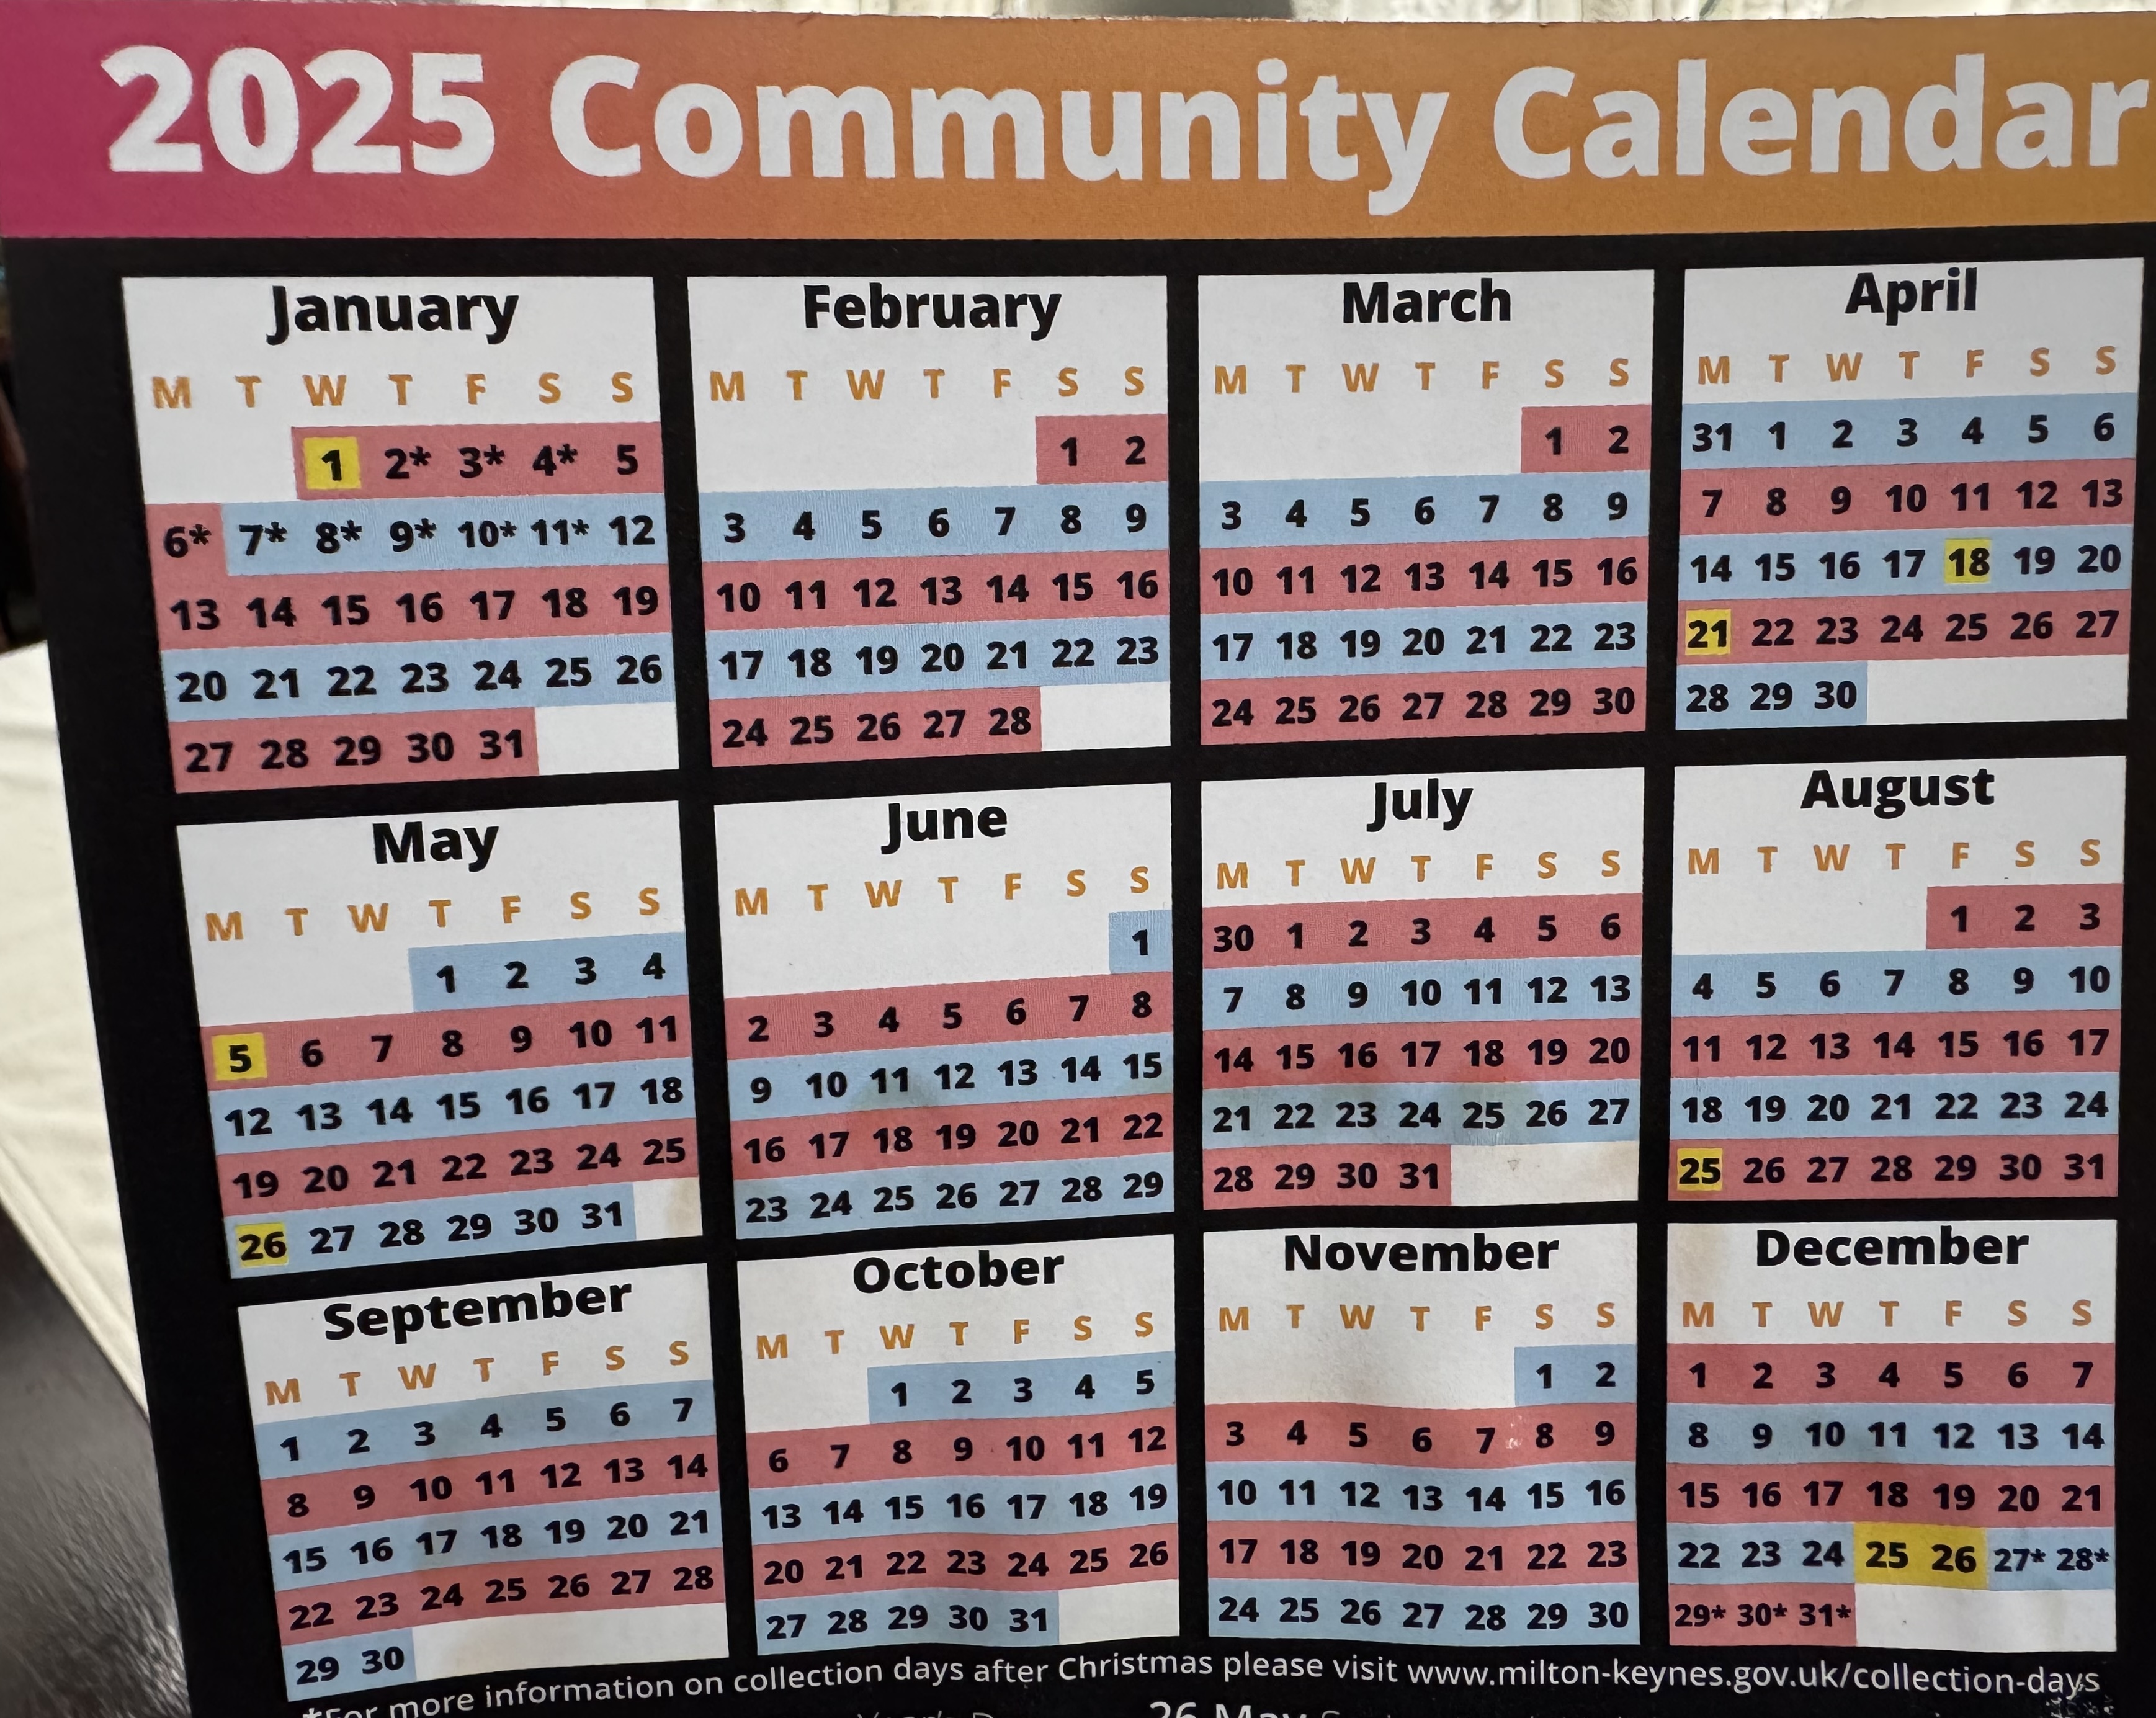 2025 Community Calendar
January
M T W T F S S
1 2* 3* 4* 5
6* 7* 8* 9* 10* 11* 12
13 14 15 16 17 18 19
20 21 22 23 24 25 26
27 28 29 30 31
February
M T W T F S S
1 2
3 4 5 6 7 8 9
10 11 12 13 14 15 16
17 18 19 20 21 22 23
24 25 26 27 28
March
M T W T F S S
1 2
3 4 5 6 7 8 9
10 11 12 13 14 15 16
17 18 19 20 21 22 23
24 25 26 27 28 29 30
April
M T W T F S S
31 1 2 3 4 5 6
7 8 9 10 11 12 13
14 15 16 17 18 19 20
21 22 23 24 25 26 27
28 29 30
May
M T W T F S S
1 2 3 4
5 6 7 8 9 10 11
12 13 14 15 16 17 18
19 20 21 22 23 24 25
26 27 28 29 30 31
June
M T W T F S S
1
2 3 4 5 6 7 8
9 10 11 12 13 14 15
16 17 18 19 20 21 22
23 24 25 26 27 28 29
July
M T W T F S S
30 1 2 3 4 5 6
7 8 9 10 11 12 13
14 15 16 17 18 19 20
21 22 23 24 25 26 27
28 29 30 31
August
M T W T F S S
1 2 3
4 5 6 7 8 9 10
11 12 13 14 15 16 17
18 19 20 21 22 23 24
25 26 27 28 29 30 31
September
M T W T F S S
1 2 3 4 5 6 7
8 9 10 11 12 13 14
15 16 17 18 19 20 21
22 23 24 25 26 27 28
29 30
October
M T W T F S S
1 2 3 4 5
6 7 8 9 10 11 12
13 14 15 16 17 18 19
20 21 22 23 24 25 26
27 28 29 30 31
November
M T W T F S S
1 2
3 4 5 6 7 8 9
10 11 12 13 14 15 16
17 18 19 20 21 22 23
24 25 26 27 28 29 30
December
M T W T F S S
1 2 3 4 5 6 7
8 9 10 11 12 13 14
15 16 17 18 19 20 21
22 23 24 25 26 27* 28*
29* 30* 31*
*For more information on collection days after Christmas please visit www.milton-keynes.gov.uk/collection-days
26 May